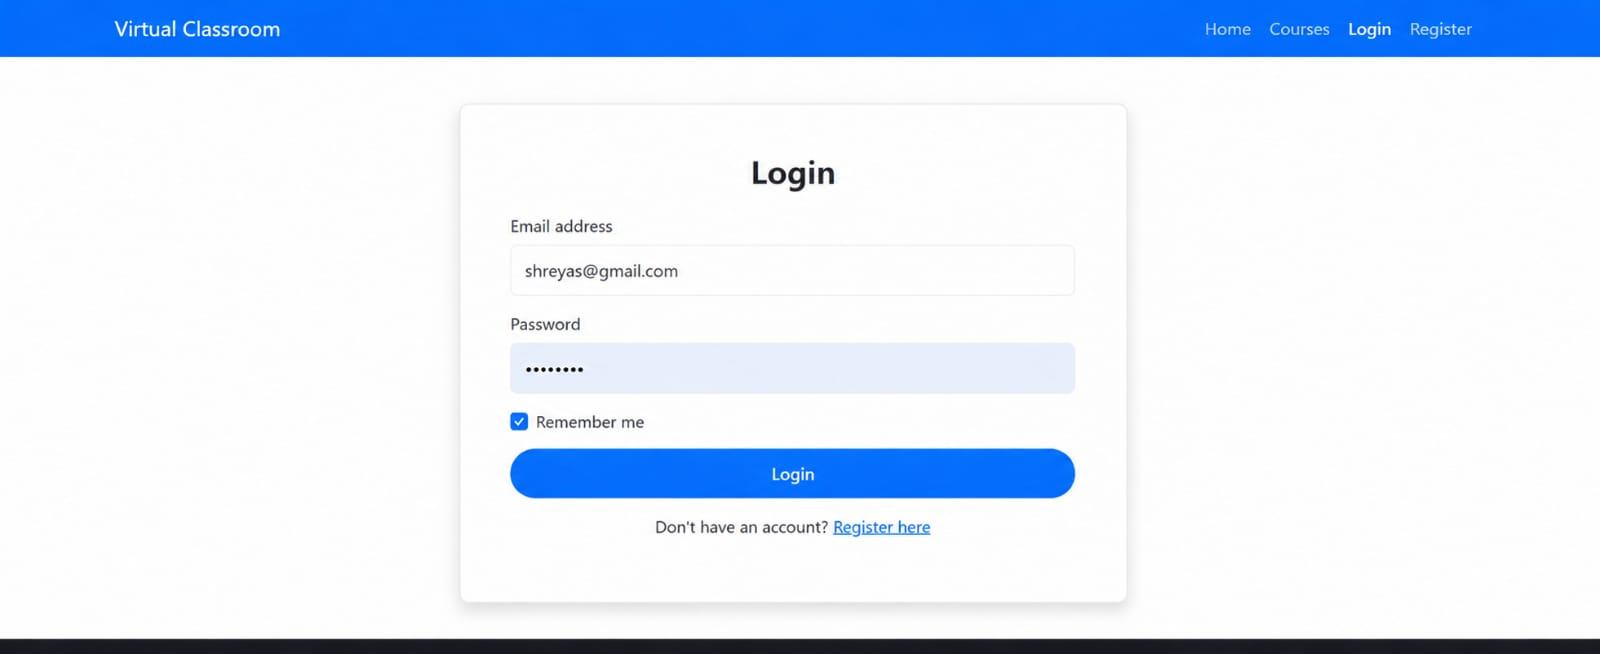 Virtual Classroom
Home Courses Login Register
Login
Email address
shreyas@gmail.com
Password
••••••••
Remember me
Login
Don't have an account? Register here